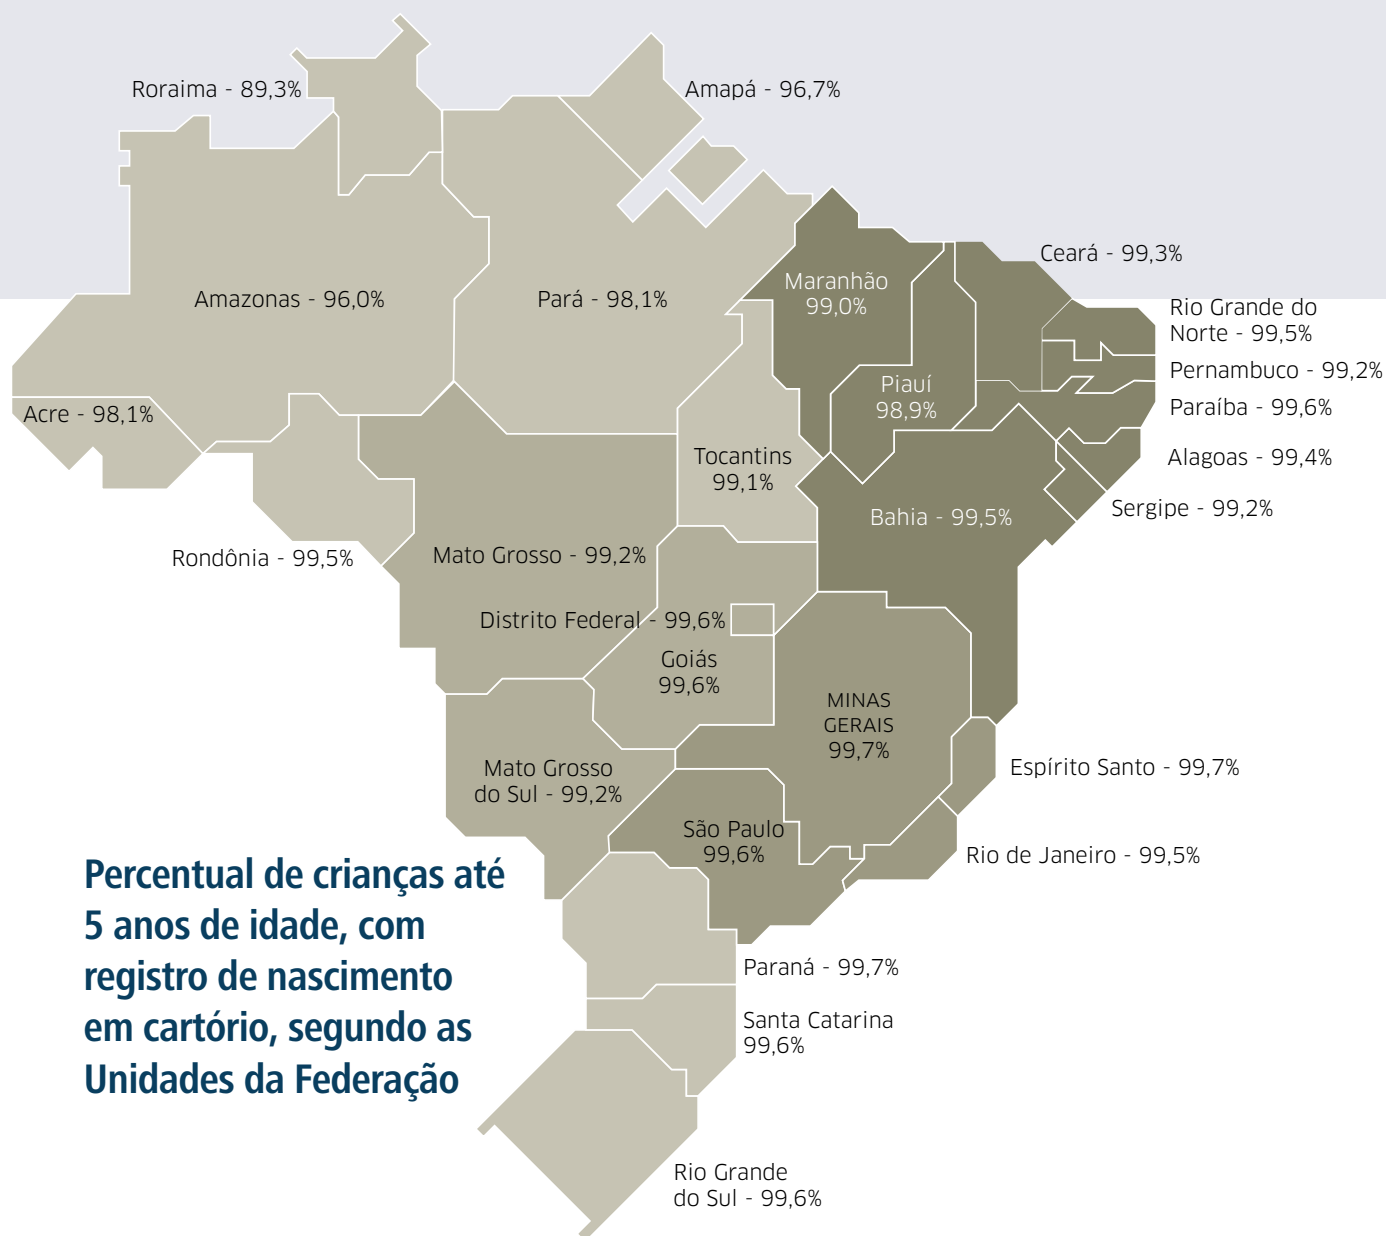 Roraima - 89,3%
Amapá - 96,7%
Ceará - 99,3%
Maranhão
99,0%
Amazonas - 96,0%
Pará - 98,1%
Rio Grande do
Norte - 99,5%
Pernambuco - 99,2%
Piauí
98,9%
Paraíba - 99,6%
Acre - 98,1%
Tocantins
99,1%
Alagoas - 99,4%
Sergipe - 99,2%
Bahia - 99,5%
Rondônia - 99,5%
Mato Grosso - 99,2%
Distrito Federal - 99,6%
Goiás
99,6%
MINAS
GERAIS
99,7%
Espírito Santo - 99,7%
Mato Grosso
do Sul - 99,2%
São Paulo
99,6%
Rio de Janeiro - 99,5%
Percentual de crianças até
5 anos de idade, com
registro de nascimento
em cartório, segundo as
Unidades da Federação
Paraná - 99,7%
Santa Catarina
99,6%
Rio Grande
do Sul - 99,6%